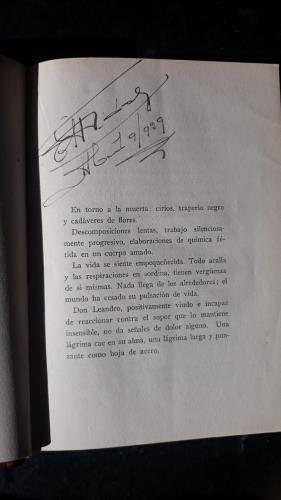 En torno a la muerta: cirios, traperío negro
y cadáveres de flores.
Descomposiciones lentas, trabajo silenciosa-
mente progresivo, elaboraciones de química fé-
tida en un cuerpo amado.
La vida se siente empequeñecida. Todo acalla
y las respiraciones en sordina, tienen vergüenza
de si mismas. Nada llega de los alrededores; el
mundo ha cesado su pulsación de vida.
Don Leandro, positivamente viudo e incapaz
de reaccionar contra el sopor que lo mantiene
insensible, no da señales de dolor alguno. Una
lágrima cae en su alma, una lágrima larga y pun-
zante como hoja de acero.